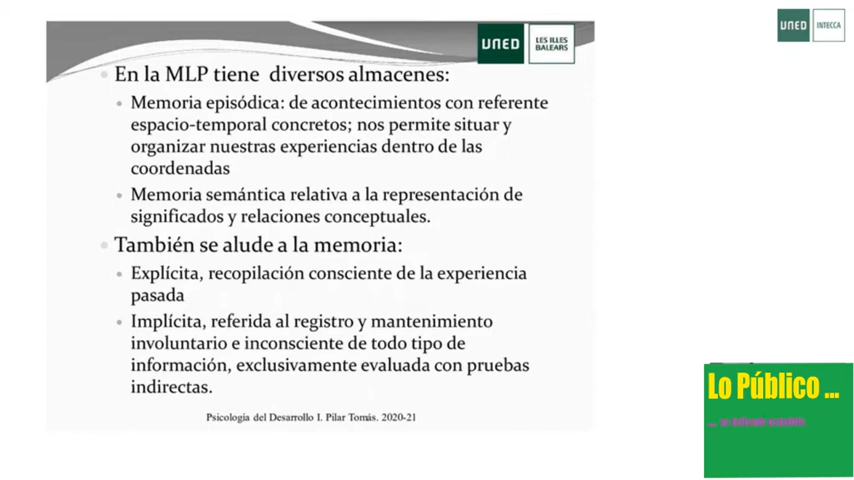 UNED
LES ILLES
BALEARS
UNED
INTECCA
En la MLP tiene diversos almacenes:
Memoria episódica: de acontecimientos con referente
espacio-temporal concretos; nos permite situar y
organizar nuestras experiencias dentro de las
coordenadas
Memoria semántica relativa a la representación de
significados y relaciones conceptuales.
También se alude a la memoria:
Explícita, recopilación consciente de la experiencia
pasada
Implícita, referida al registro y mantenimiento
involuntario e inconsciente de todo tipo de
información, exclusivamente evaluada con pruebas
indirectas.
Psicología del Desarrollo I. Pilar Tomás. 2020-21
Lo Público ...